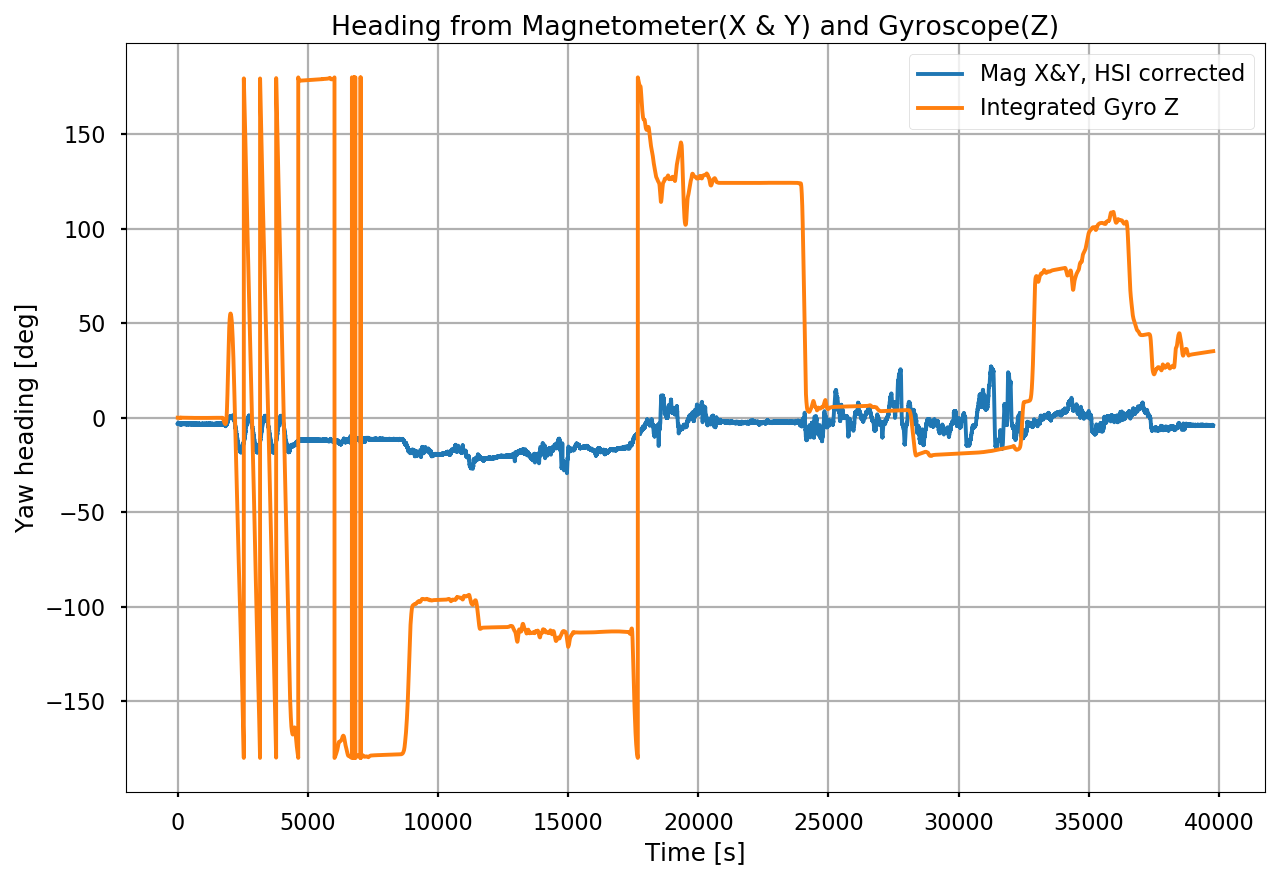 Heading from Magnetometer(X & Y) and Gyroscope(Z)
Mag X&Y, HSI corrected
Integrated Gyro Z
Yaw heading [deg]
150
100
50
0
−50
−100
−150
0 5000 10000 15000 20000 25000 30000 35000 40000
Time [s]